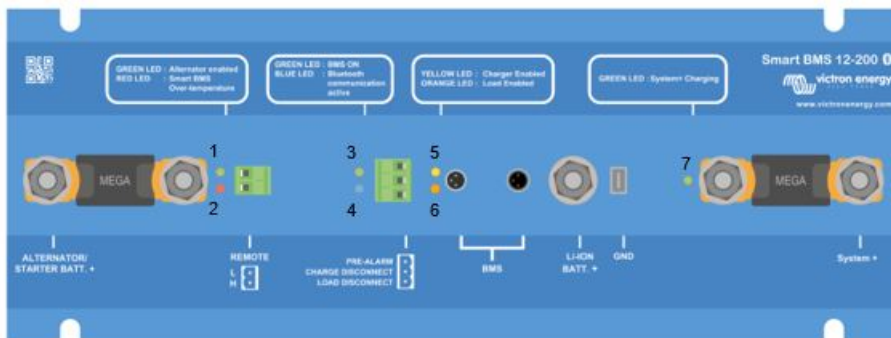 GREEN LED : Alternator enabled
RED LED : Smart BMS
Over-temperature
GREEN LED : BMS ON
BLUE LED : Bluetooth
communication
active
YELLOW LED : Charger Enabled
ORANGE LED : Load Enabled
GREEN LED :System+ Charging
Smart BMS 12-200
victron energy
www.victronenergy.com
1
2
3
4
5
6
7
MEGA
MEGA
ALTERNATOR/
STARTER BATT. +
REMOTE
L
H
PRE-ALARM
CHARGE DISCONNECT
LOAD DISCONNECT
BMS
LI-ION
BATT. +
GND
System +